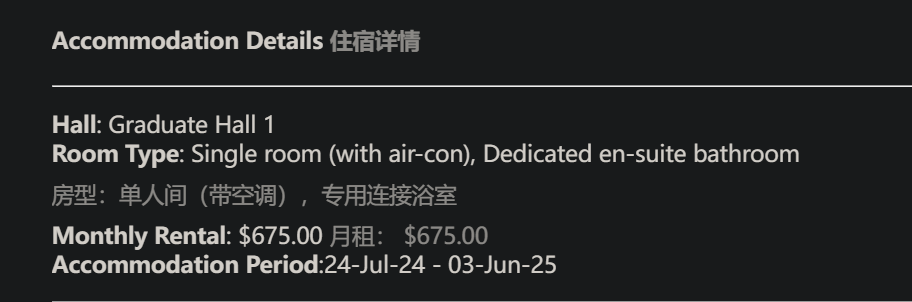 Accommodation Details 住宿详情
Hall: Graduate Hall 1
Room Type: Single room (with air-con), Dedicated en-suite bathroom
房型：单人间（带空调），专用连接浴室
Monthly Rental: $675.00 月租： $675.00
Accommodation Period:24-Jul-24 - 03-Jun-25